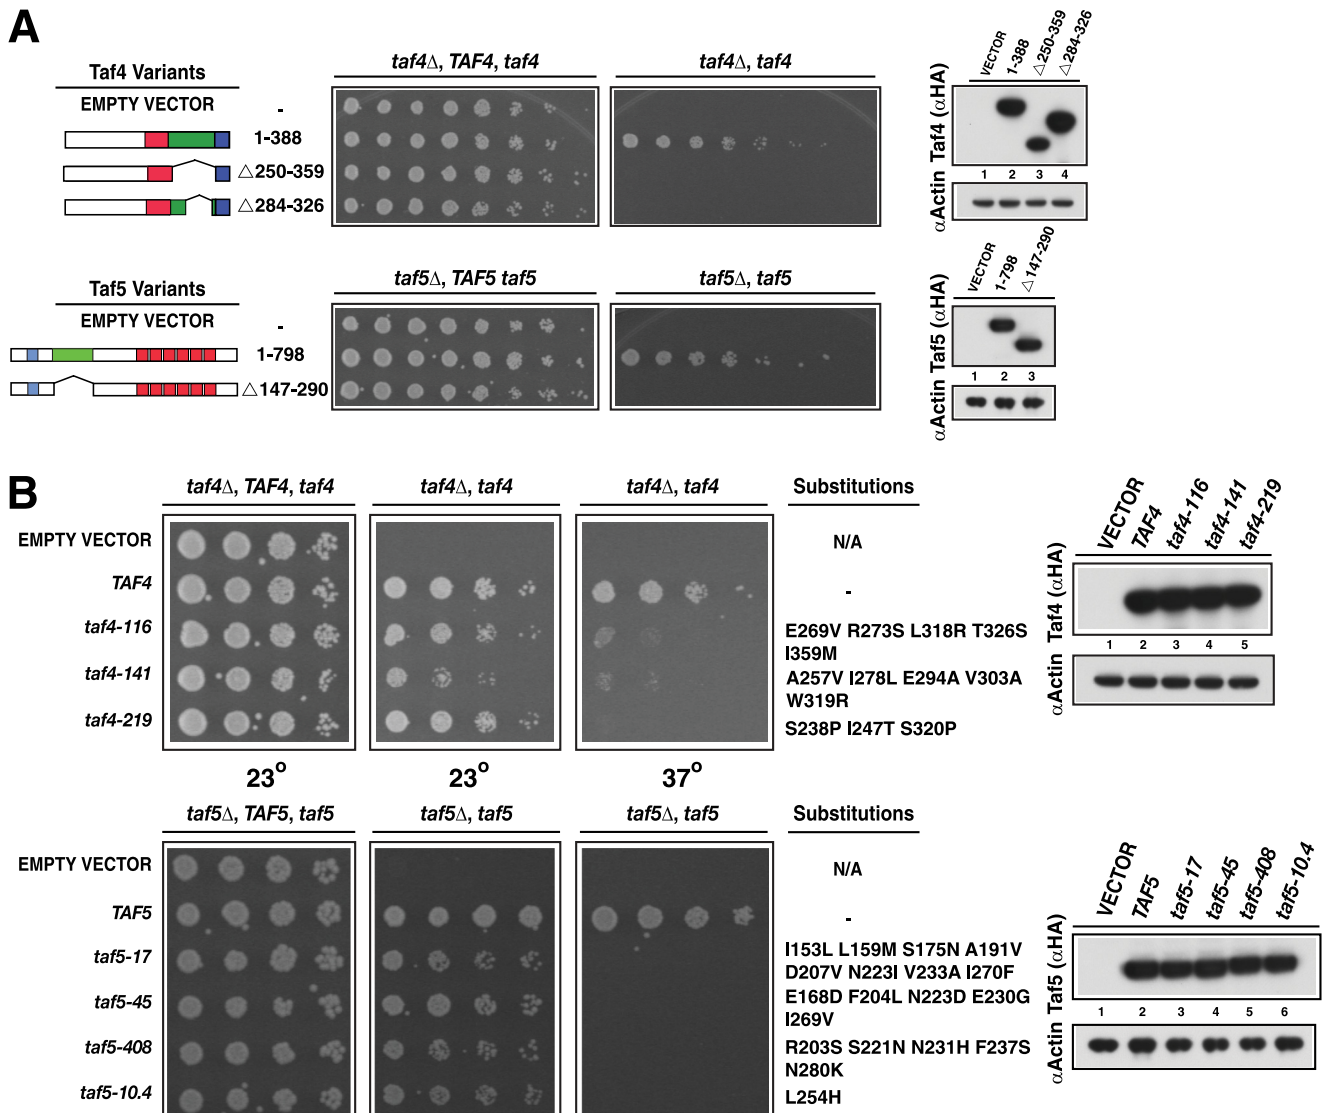 A
Taf4 Variants
EMPTY VECTOR -
1-388
△250-359
△284-326
taf4Δ, TAF4, taf4
taf4Δ, taf4
VECTOR
1-388
△250-359
△284-326
αActin Taf4 (αHA)
1 2 3 4
Taf5 Variants
EMPTY VECTOR -
1-798
△147-290
taf5Δ, TAF5 taf5
taf5Δ, taf5
VECTOR
1-798
△147-290
αActin Taf5 (αHA)
1 2 3
B
taf4Δ, TAF4, taf4
taf4Δ, taf4
taf4Δ, taf4
Substitutions
EMPTY VECTOR
N/A
TAF4
-
taf4-116
E269V R273S L318R T326S
I359M
taf4-141
A257V I278L E294A V303A
W319R
taf4-219
S238P I247T S320P
23o
23o
37o
VECTOR
TAF4
taf4-116
taf4-141
taf4-219
αActin Taf4 (αHA)
1 2 3 4 5
taf5Δ, TAF5, taf5
taf5Δ, taf5
taf5Δ, taf5
Substitutions
EMPTY VECTOR
N/A
TAF5
-
taf5-17
I153L L159M S175N A191V
D207V N223I V233A I270F
taf5-45
E168D F204L N223D E230G
I269V
taf5-408
R203S S221N N231H F237S
N280K
taf5-10.4
L254H
VECTOR
TAF5
taf5-17
taf5-45
taf5-408
taf5-10.4
αActin Taf5 (αHA)
1 2 3 4 5 6